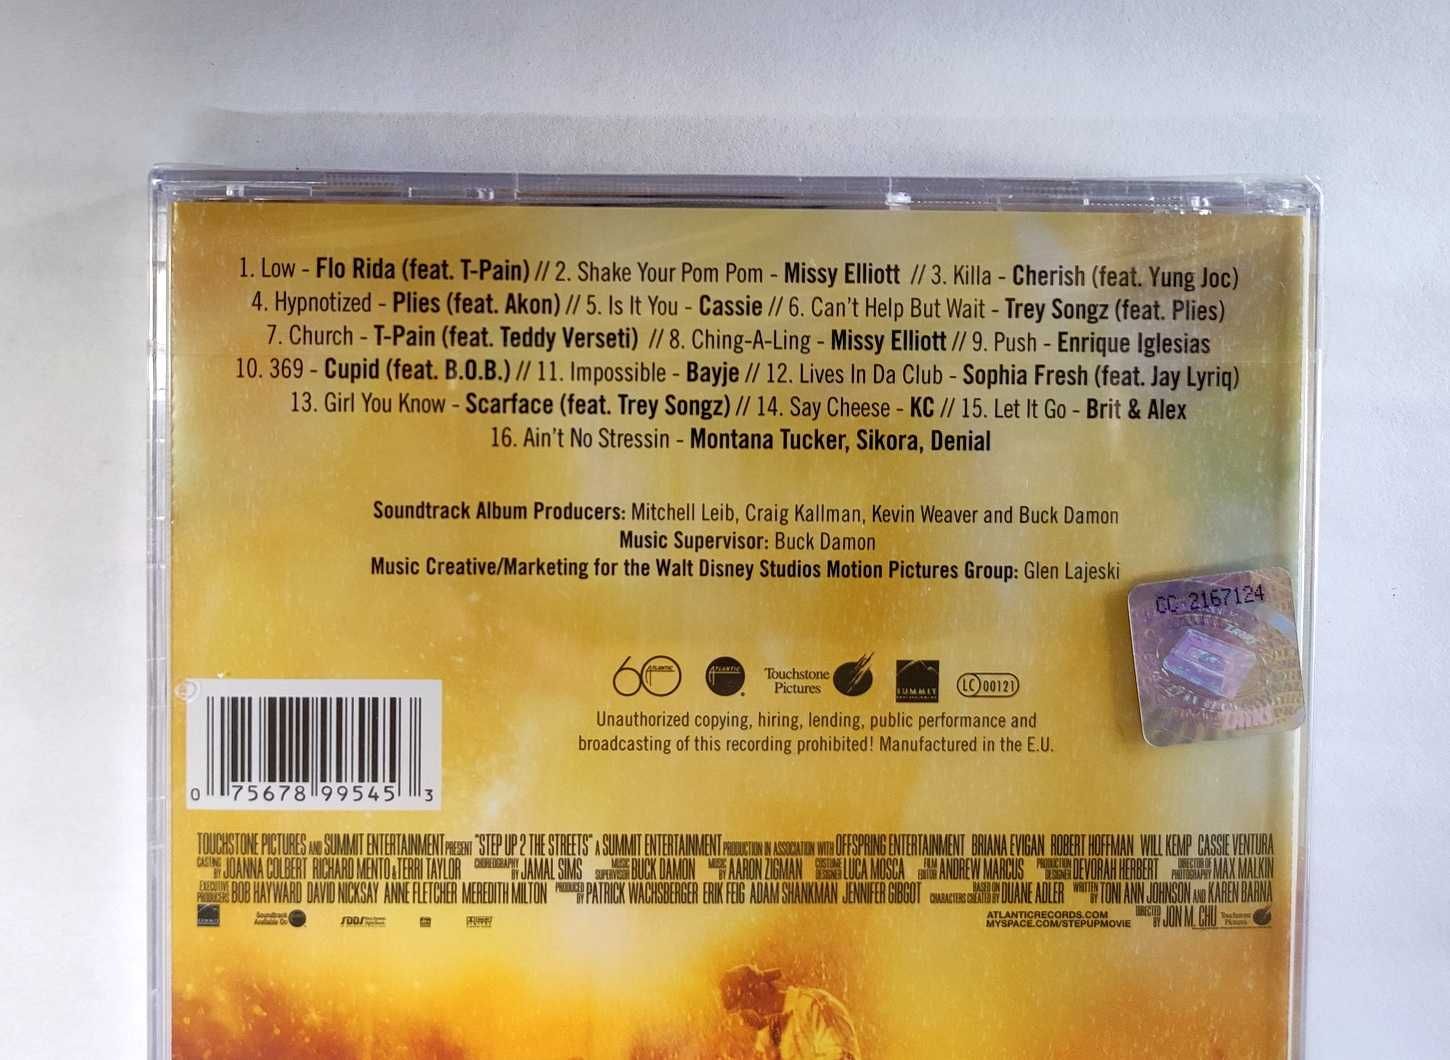 1. Low - Flo Rida (feat. T-Pain) // 2. Shake Your Pom Pom - Missy Elliott // 3. Killa - Cherish (feat. Yung Joc)
4. Hypnotized - Plies (feat. Akon) // 5. Is It You - Cassie // 6. Can't Help But Wait - Trey Songz (feat. Plies)
7. Church - T-Pain (feat. Teddy Verseti) // 8. Ching-A-Ling - Missy Elliott // 9. Push - Enrique Iglesias
10. 369 - Cupid (feat. B.O.B.) // 11. Impossible - Bayje // 12. Lives In Da Club - Sophia Fresh (feat. Jay Lyriq)
13. Girl You Know - Scarface (feat. Trey Songz) // 14. Say Cheese - KC // 15. Let It Go - Brit & Alex
16. Ain't No Stressin - Montana Tucker, Sikora, Denial
Soundtrack Album Producers: Mitchell Leib, Craig Kallman, Kevin Weaver and Buck Damon
Music Supervisor: Buck Damon
Music Creative/Marketing for the Walt Disney Studios Motion Pictures Group: Glen Lajeski
CC 2167124
60 ATLANTIC ATLANTIC Touchstone Pictures SUMMIT LC 00121
Unauthorized copying, hiring, lending, public performance and
broadcasting of this recording prohibited! Manufactured in the E.U.
0 75678 99545 3
TOUCHSTONE PICTURES AND SUMMIT ENTERTAINMENT PRESENT "STEP UP 2 THE STREETS" A SUMMIT ENTERTAINMENT PRODUCTION IN ASSOCIATION WITH OFFSPRING ENTERTAINMENT BRIANA EVIGAN ROBERT HOFFMAN WILL KEMP CASSIE VENTURA
CASTING BY JOANNA COLBERT RICHARD MENTO & TERRI TAYLOR CHOREOGRAPHY BY JAMAL SIMS MUSIC SUPERVISOR BUCK DAMON MUSIC BY AARON ZIGMAN COSTUME DESIGNER LUCA MOSCA FILM EDITOR ANDREW MARCUS PRODUCTION DESIGNER DEVORAH HERBERT DIRECTOR OF PHOTOGRAPHY MAX MALKIN
EXECUTIVE PRODUCERS BOB HAYWARD DAVID NICKSAY ANNE FLETCHER MEREDITH MILTON PRODUCED BY PATRICK WACHSBERGER ERIK FEIG ADAM SHANKMAN JENNIFER GIBGOT BASED ON CHARACTERS CREATED BY DUANE ADLER WRITTEN BY TONI ANN JOHNSON AND KAREN BARNA
Soundtrack Available On SDDS ATLANTICRECORDS.COM DIRECTED BY JON M. CHU Touchstone Pictures
MYSPACE.COM/STEPUPMOVIE